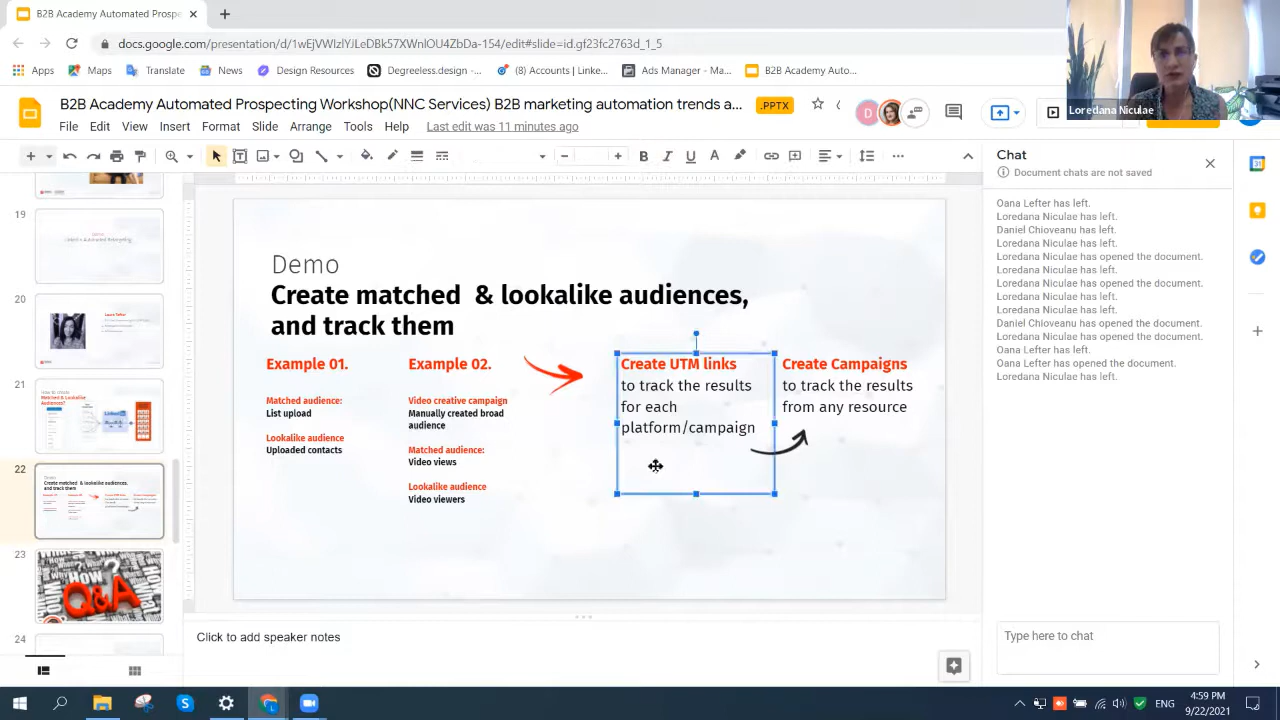 B2B Academy Automated Prospe
docs.google.com/presentation/d/1wEjVWIzlYJLeDBk57XWnlOU4ZbDa-154/edit#slide=id.gf23fc2763d_1_5
Apps
Maps
Translate
News
Design Resources
Degreeless.design - ...
(8) Accounts | Linke...
Ads Manager - Ma...
B2B Academy Auto...
Loredana Niculae
B2B Academy Automated Prospecting Workshop(NNC Services) B2B marketing automation trends a...
.PPTX
File Edit View Insert Format Slide Arrange Tools Help
Last edit was 11 minutes ago
19
20
21
22
23
24
Demo
Create matched & lookalike audiences,
and track them
Example 01.
Matched audience:
List upload
Lookalike audience
Uploaded contacts
Example 02.
Video creative campaign
Manually created broad
audience
Matched audience:
Video views
Lookalike audience
Video viewers
Create UTM links
to track the results
for each
platform/campaign
Create Campaigns
to track the results
from any resource
How
Q&A
Click to add speaker notes
Chat
Document chats are not saved
Oana Lefter has left.
Loredana Niculae has left.
Daniel Chioveanu has left.
Loredana Niculae has left.
Loredana Niculae has opened the document.
Loredana Niculae has left.
Loredana Niculae has opened the document.
Loredana Niculae has left.
Loredana Niculae has left.
Daniel Chioveanu has opened the document.
Loredana Niculae has opened the document.
Oana Lefter has left.
Oana Lefter has opened the document.
Loredana Niculae has left.
Type here to chat
ENG
4:59 PM
9/22/2021